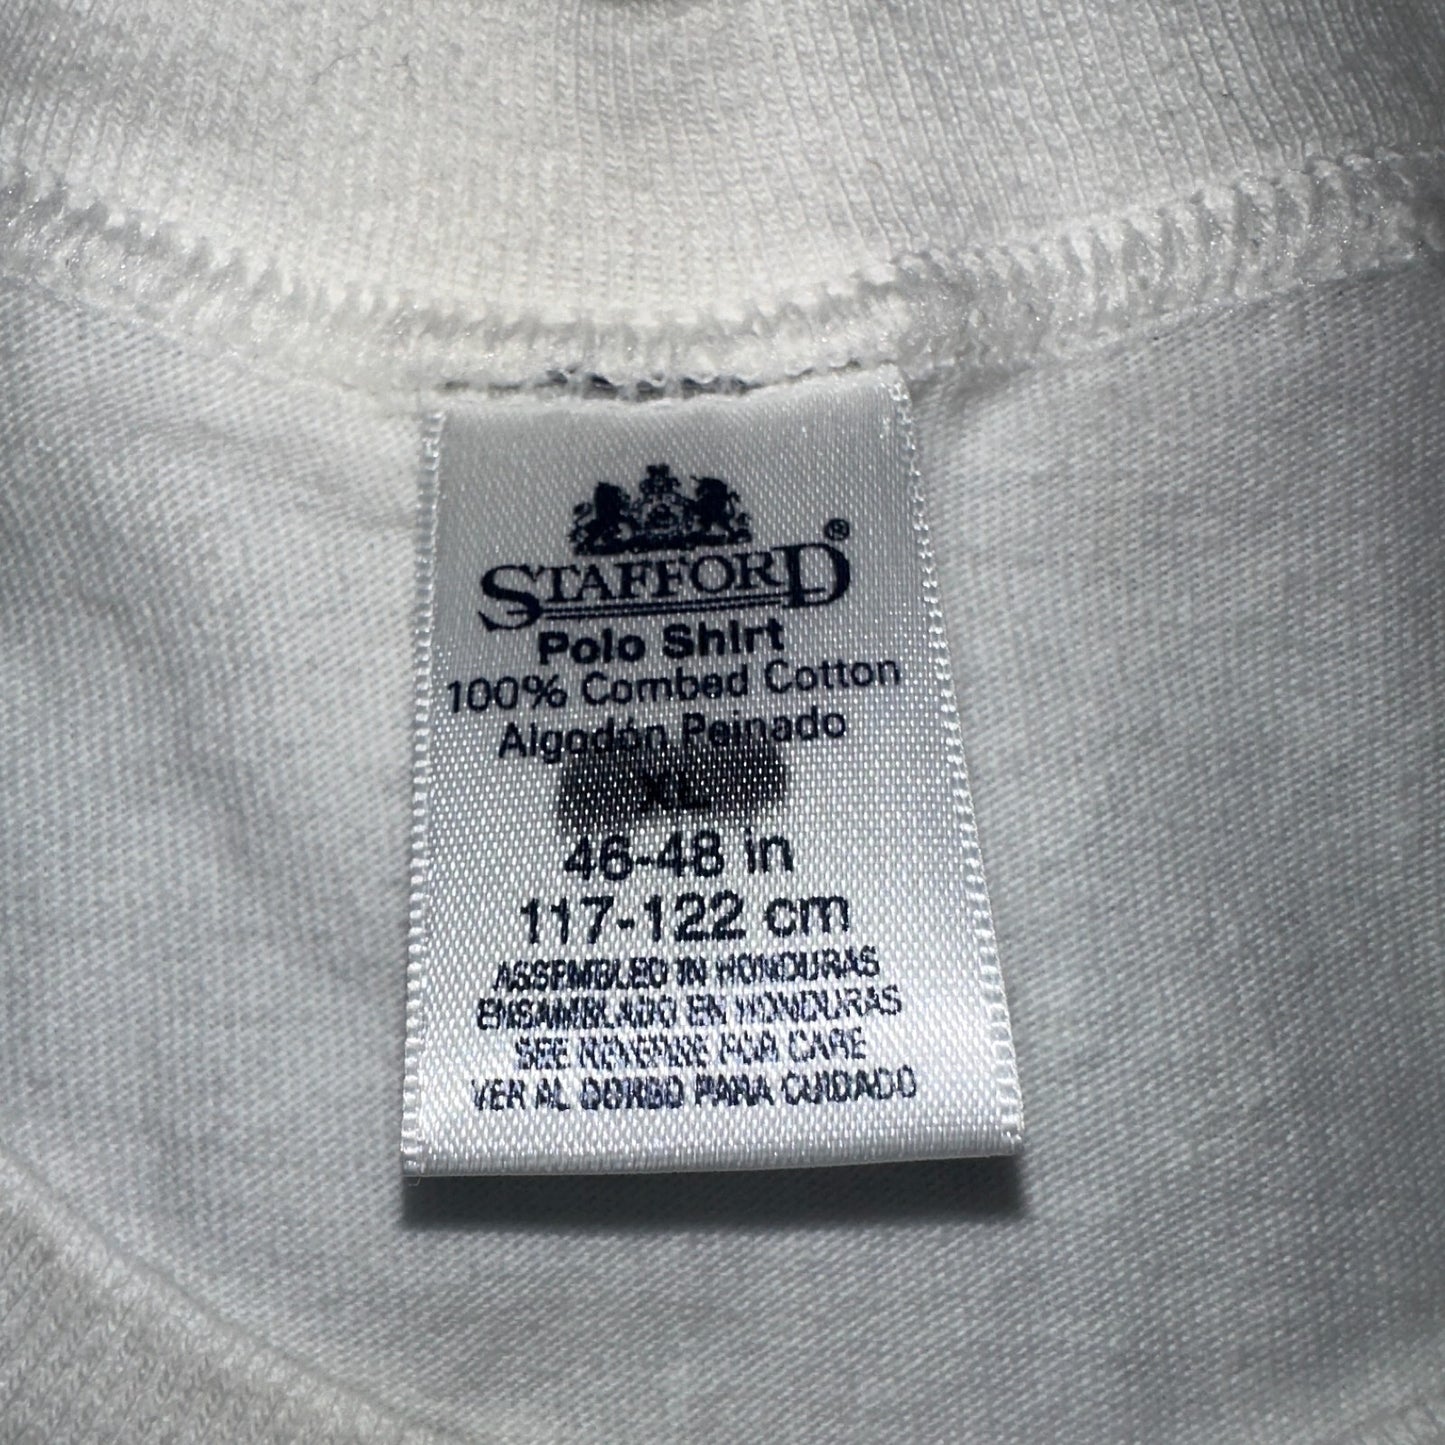 STAFFORD®
Polo Shirt
100% Combed Cotton
Algodón Peinado
XL
46-48 in
117-122 cm
ASSEMBLED IN HONDURAS
ENSAMBLADO EN HONDURAS
SEE REVERSE FOR CARE
VER AL DORSO PARA CUIDADO